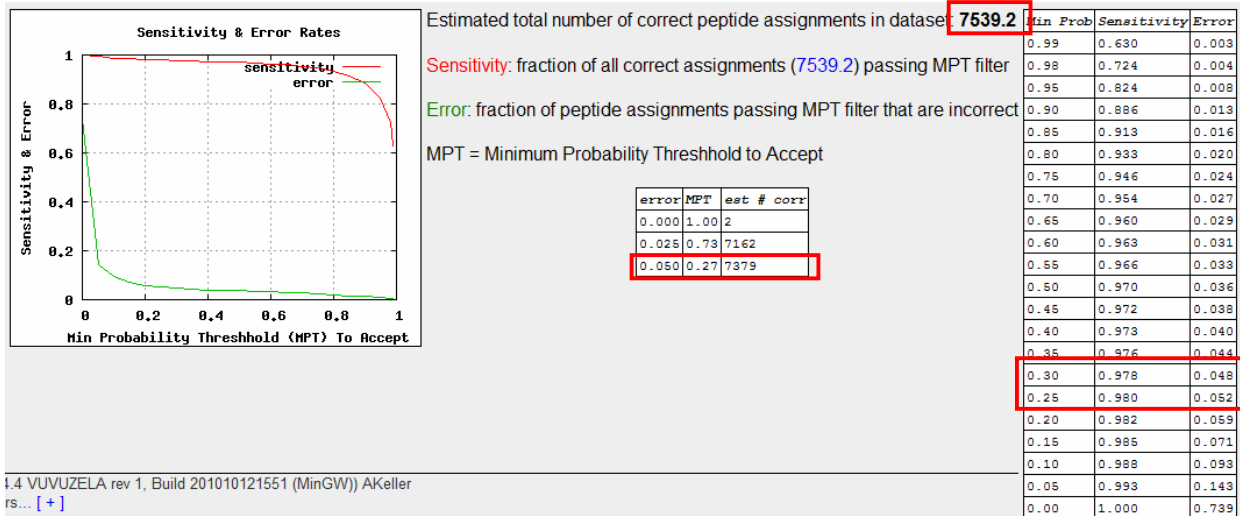 Sensitivity & Error Rates
sensitivity
error
Sensitivity & Error
1
0.8
0.6
0.4
0.2
0
0 0.2 0.4 0.6 0.8 1
Min Probability Threshhold (MPT) To Accept
Estimated total number of correct peptide assignments in dataset: 7539.2
Sensitivity: fraction of all correct assignments (7539.2) passing MPT filter
Error: fraction of peptide assignments passing MPT filter that are incorrect
MPT = Minimum Probability Threshhold to Accept
error MPT est # corr
0.000 1.00 2
0.025 0.73 7162
0.050 0.27 7379
Min Prob Sensitivity Error
0.99 0.630 0.003
0.98 0.724 0.004
0.95 0.824 0.008
0.90 0.886 0.013
0.85 0.913 0.016
0.80 0.933 0.020
0.75 0.946 0.024
0.70 0.954 0.027
0.65 0.960 0.029
0.60 0.963 0.031
0.55 0.966 0.033
0.50 0.970 0.036
0.45 0.972 0.038
0.40 0.973 0.040
0.35 0.976 0.044
0.30 0.978 0.048
0.25 0.980 0.052
0.20 0.982 0.059
0.15 0.985 0.071
0.10 0.988 0.093
0.05 0.993 0.143
0.00 1.000 0.739
4.4 VUVUZELA rev 1, Build 201010121551 (MinGW)) AKeller
rs... [ + ]